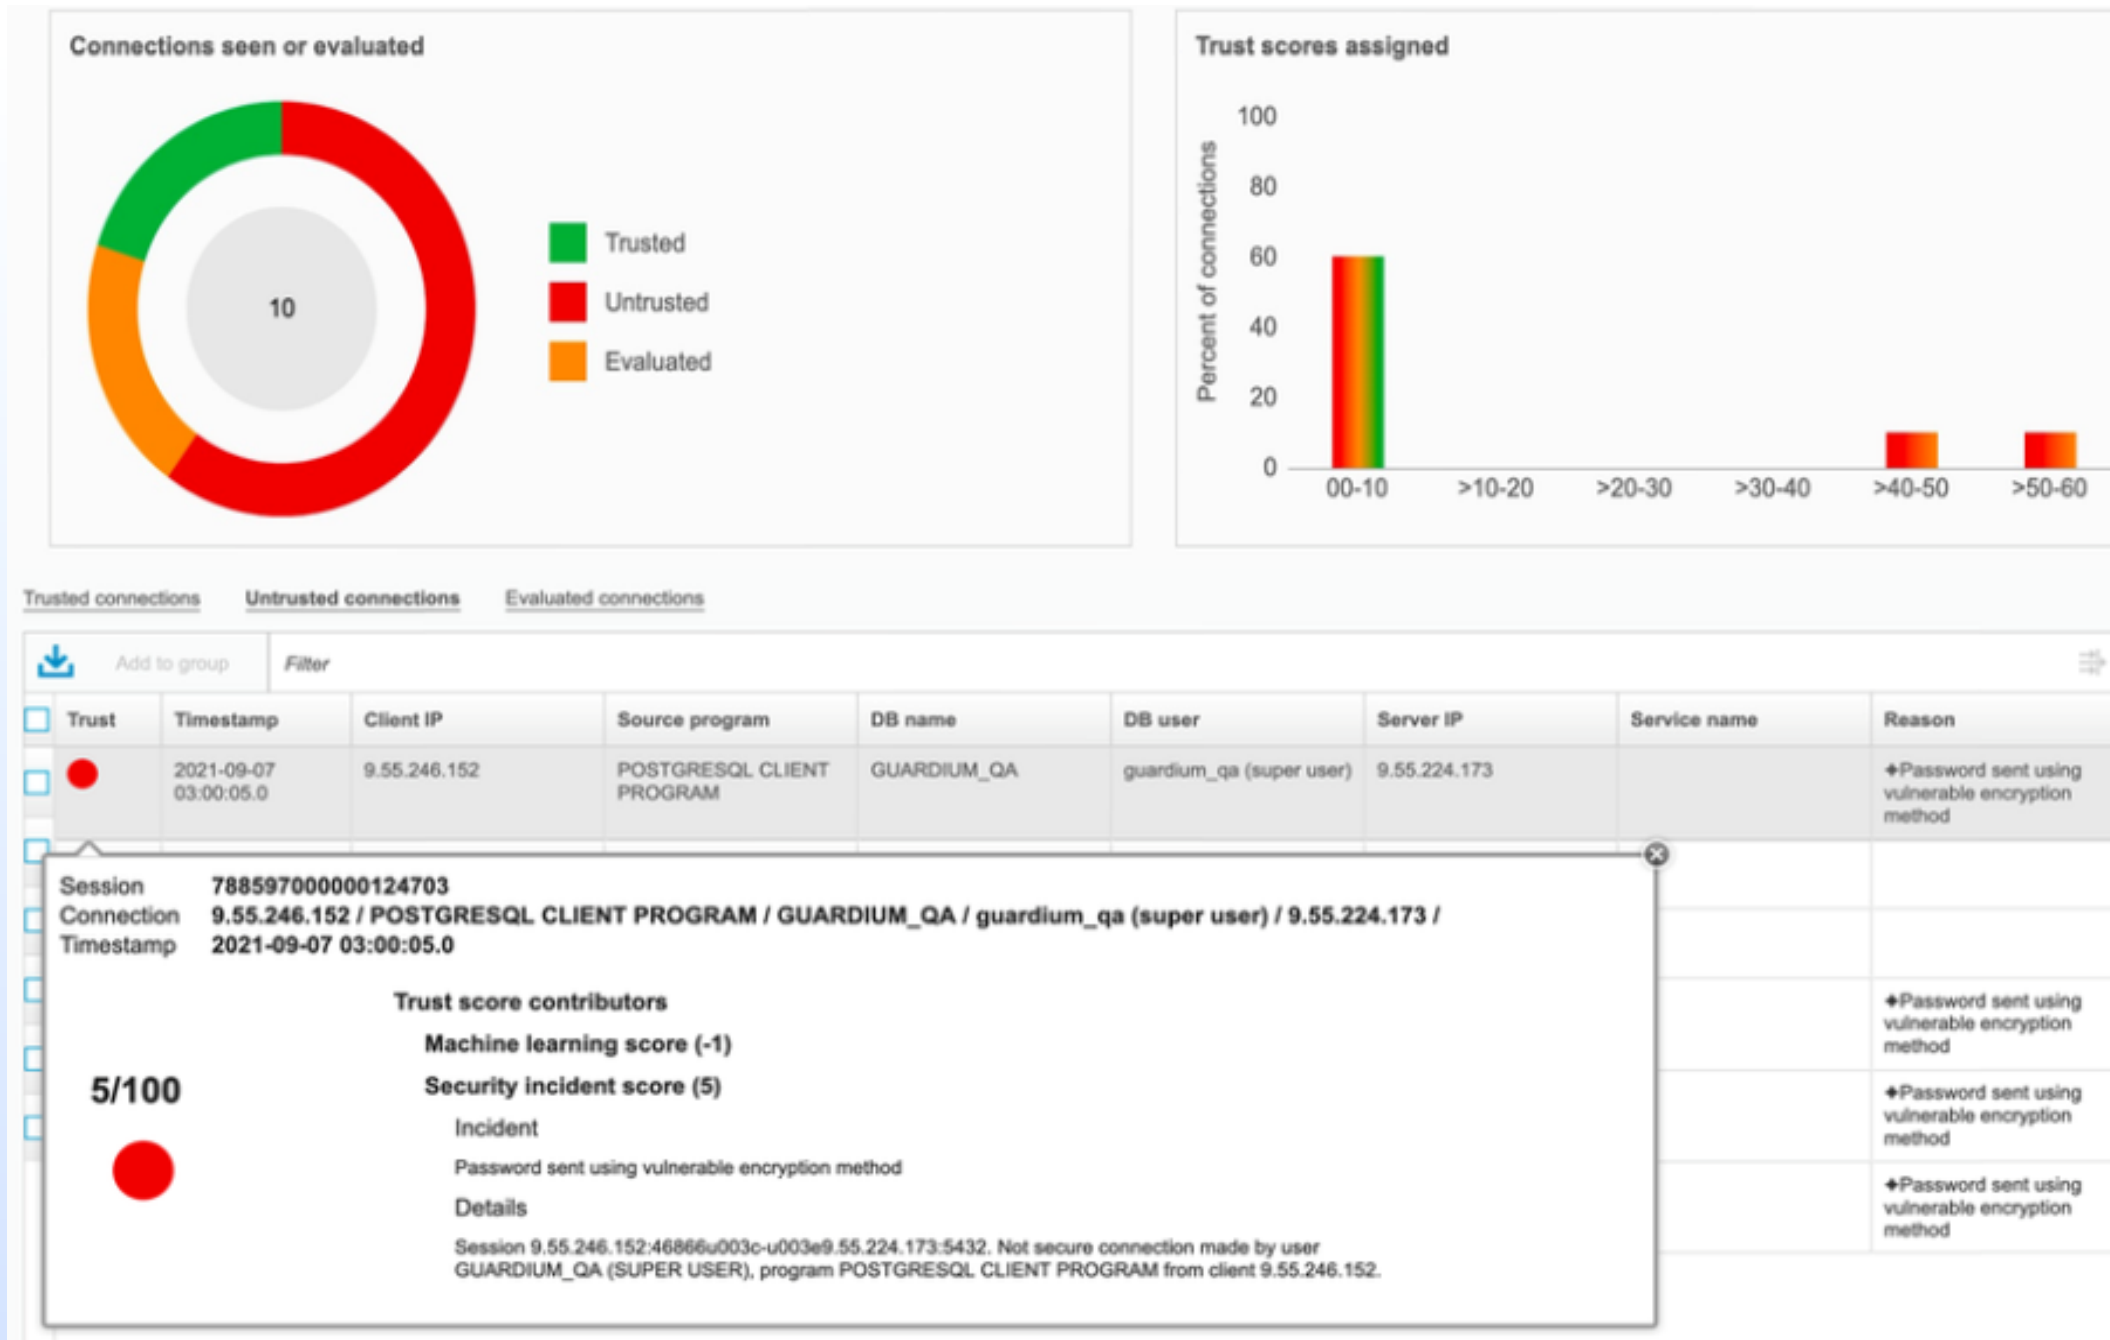 Connections seen or evaluated
10
Trusted
Untrusted
Evaluated
Trust scores assigned
Percent of connections
100
80
60
40
20
0
00-10 >10-20 >20-30 >30-40 >40-50 >50-60
Trusted connections Untrusted connections Evaluated connections
Add to group Filter
Trust Timestamp Client IP Source program DB name DB user Server IP Service name Reason
2021-09-07 9.55.246.152 POSTGRESQL CLIENT GUARDIUM_QA guardium_qa (super user) 9.55.224.173 Password sent using
03:00:05.0 PROGRAM vulnerable encryption
method
Session 788597000000124703
Connection 9.55.246.152 / POSTGRESQL CLIENT PROGRAM / GUARDIUM_QA / guardium_qa (super user) / 9.55.224.173 /
Timestamp 2021-09-07 03:00:05.0
Trust score contributors
Machine learning score (-1)
5/100
Security incident score (5)
Incident
Password sent using vulnerable encryption method
Details
Session 9.55.246.152:46866u003c-u003e9.55.224.173:5432. Not secure connection made by user
GUARDIUM_QA (SUPER USER), program POSTGRESQL CLIENT PROGRAM from client 9.55.246.152.
Password sent using
vulnerable encryption
method
Password sent using
vulnerable encryption
method
Password sent using
vulnerable encryption
method